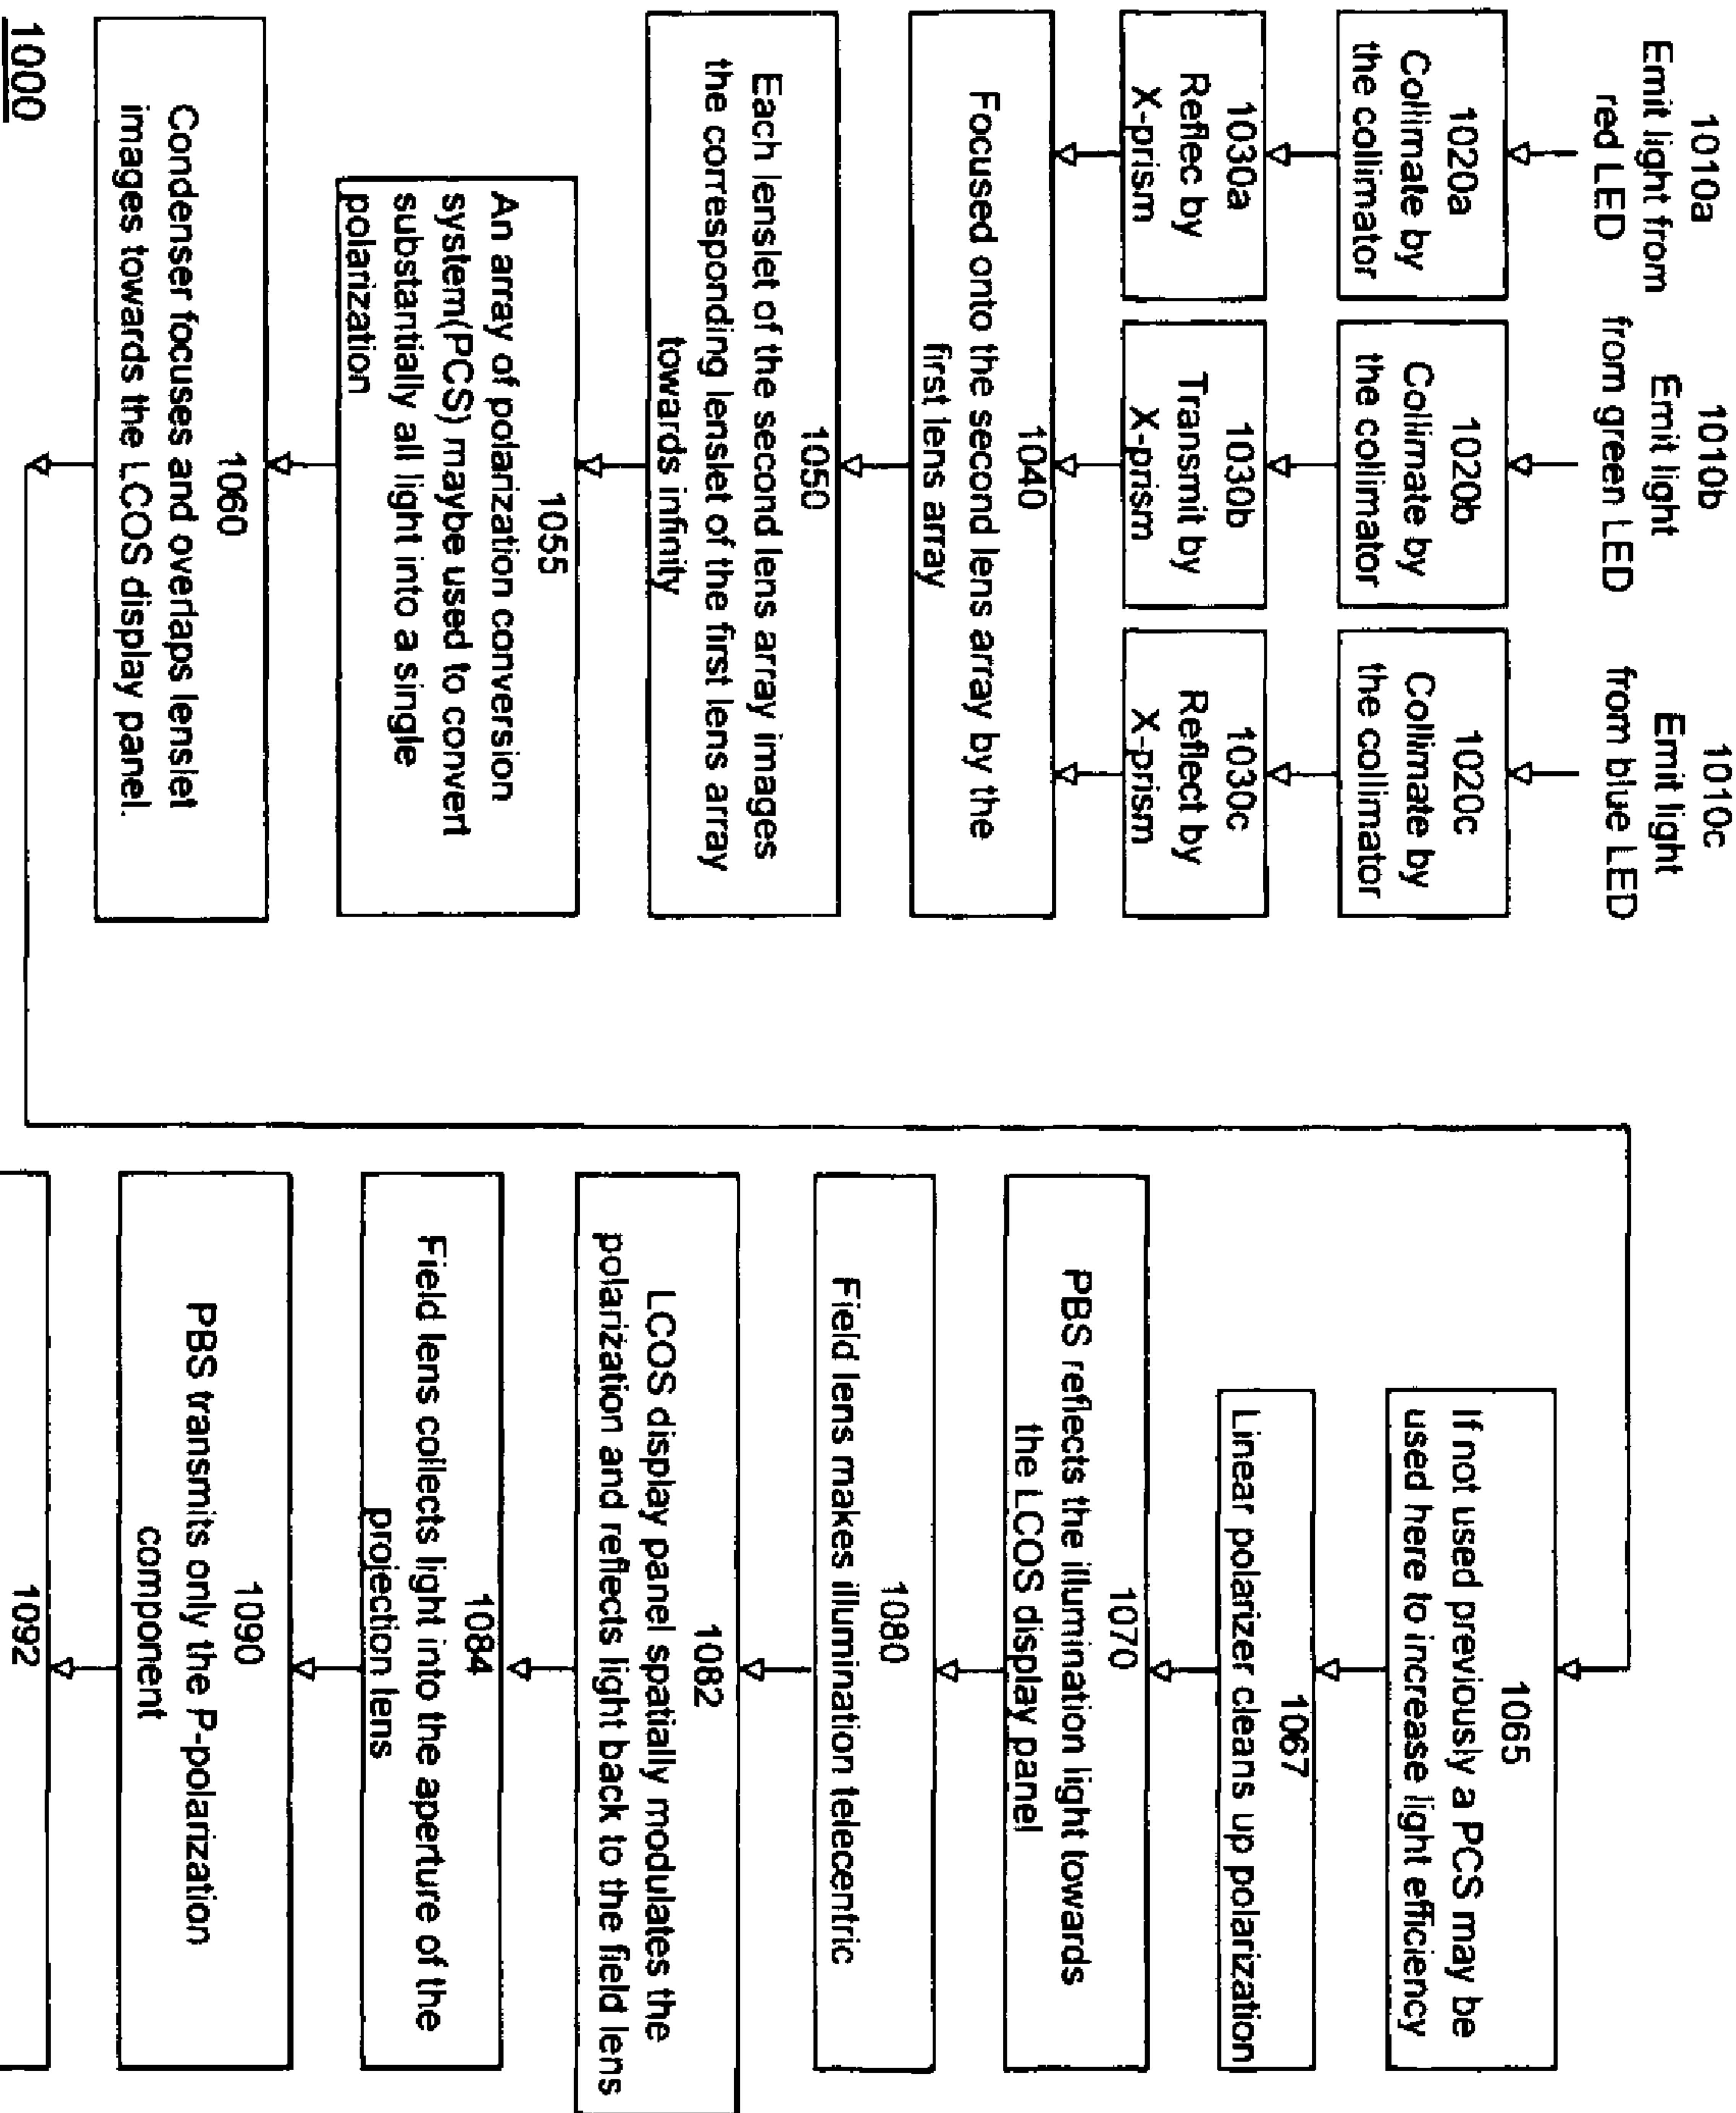 1010a
Emit light from
red LED
1010b
Emit light
from green LED
1010c
Emit light
from blue LED
1020a
Collimate by
the collimator
1020b
Collimate by
the collimator
1020c
Collimate by
the collimator
1030a
Reflec by
X-prism
1030b
Transmit by
X-prism
1030c
Reflect by
X-prism
1040
Focused onto the second lens array by the
first lens array
1050
Each lenslet of the second lens array images
the corresponding lenslet of the first lens array
towards infinity
1055
An array of polarization conversion
system(PCS) maybe used to convert
substantially all light into a single
polarization
1060
Condenser focuses and overlaps lenslet
images towards the LCOS display panel.
1000
1065
If not used previously a PCS may be
used here to increase light efficiency
1067
Linear polarizer cleans up polarization
1070
PBS reflects the illumination light towards
the LCOS display panel
1080
Field lens makes illumination telecentric
1082
LCOS display panel spatially modulates the
polarization and reflects light back to the field lens
1084
Field lens collects light into the aperture of the
projection lens
1090
PBS transmits only the P-polarization
component
1092